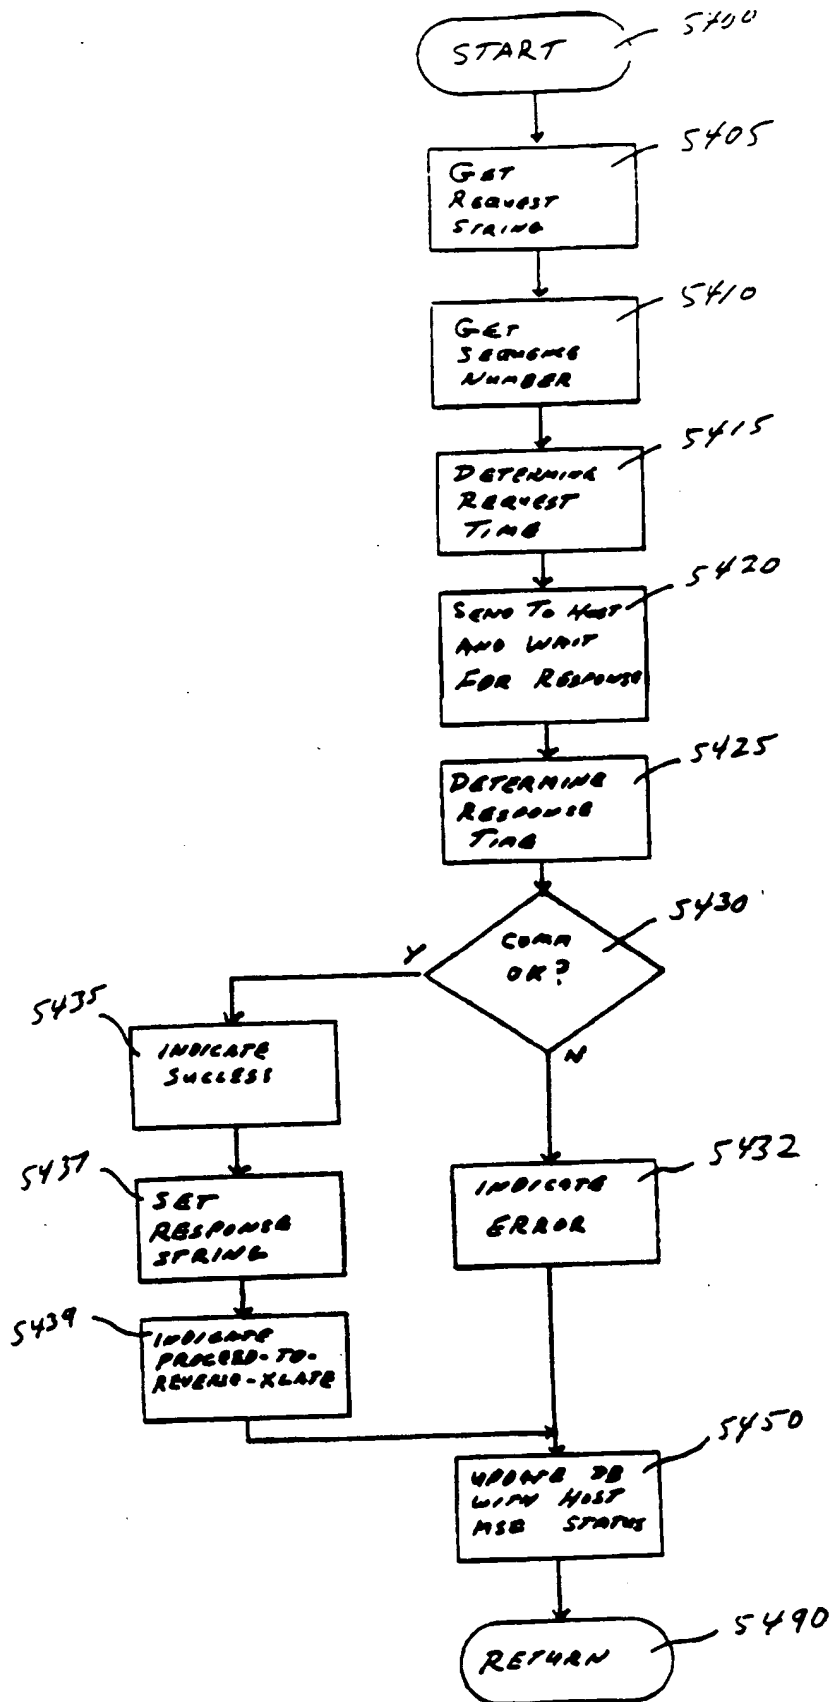 START
5400
5405
GET
REQUEST
STRING
5410
GET
SEQUENCE
NUMBER
5415
DETERMINE
REQUEST
TIME
5420
SEND TO HOST
AND WAIT
FOR RESPONSE
5425
DETERMINE
RESPONSE
TIME
5430
COMM
OK?
Y
N
5435
INDICATE
SUCCESS
5437
SET
RESPONSE
STRING
5432
INDICATE
ERROR
5439
INDICATE
PROCEED-TO-
REVERSE-XLATE
5450
UPDATE DB
WITH HOST
MSG STATUS
5490
RETURN